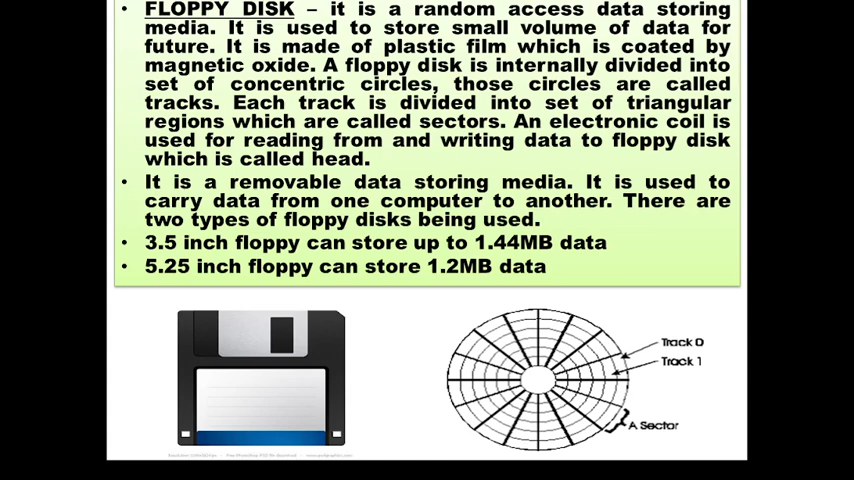 • FLOPPY DISK – it is a random access data storing
media. It is used to store small volume of data for
future. It is made of plastic film which is coated by
magnetic oxide. A floppy disk is internally divided into
set of concentric circles, those circles are called
tracks. Each track is divided into set of triangular
regions which are called sectors. An electronic coil is
used for reading from and writing data to floppy disk
which is called head.
• It is a removable data storing media. It is used to
carry data from one computer to another. There are
two types of floppy disks being used.
• 3.5 inch floppy can store up to 1.44MB data
• 5.25 inch floppy can store 1.2MB data
Track 0
Track 1
A Sector